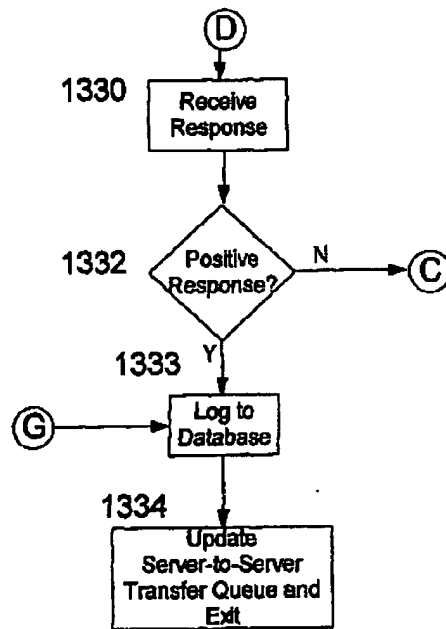 D
1330
Receive
Response
1332
Positive
Response?
N
C
Y
1333
G
Log to
Database
1334
Update
Server-to-Server
Transfer Queue and
Exit